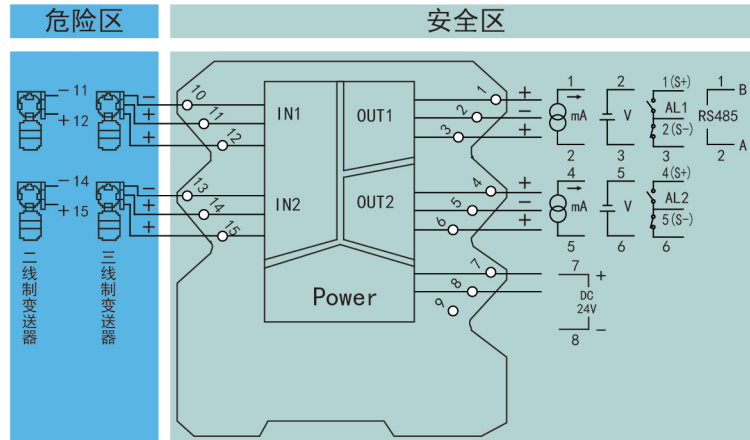 危险区
安全区
－11
＋12
－
＋
＋
10
11
12
IN1
OUT1
1
2
3
＋
－
＋
1
mA
2
2
V
3
1(S+)
AL1
2(S-)
3
1
B
RS485
A
2
－14
＋15
－
＋
＋
13
14
15
IN2
OUT2
4
5
6
＋
－
＋
4
mA
5
5
V
6
4(S+)
AL2
5(S-)
6
二线制变送器
三线制变送器
Power
7
8
9
7
＋
DC
24V
8
－